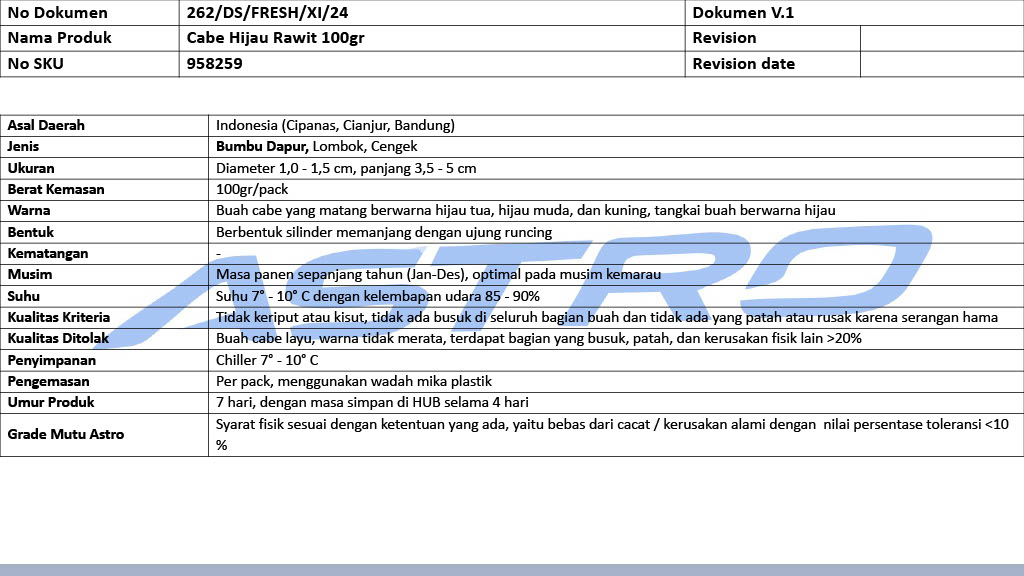 No Dokumen 262/DS/FRESH/XI/24 Dokumen V.1
Nama Produk Cabe Hijau Rawit 100gr Revision
No SKU 958259 Revision date
Asal Daerah Indonesia (Cipanas, Cianjur, Bandung)
Jenis Bumbu Dapur, Lombok, Cengek
Ukuran Diameter 1,0 - 1,5 cm, panjang 3,5 - 5 cm
Berat Kemasan 100gr/pack
Warna Buah cabe yang matang berwarna hijau tua, hijau muda, dan kuning, tangkai buah berwarna hijau
Bentuk Berbentuk silinder memanjang dengan ujung runcing
Kematangan -
Musim Masa panen sepanjang tahun (Jan-Des), optimal pada musim kemarau
Suhu Suhu 7° - 10° C dengan kelembapan udara 85 - 90%
Kualitas Kriteria Tidak keriput atau kisut, tidak ada busuk di seluruh bagian buah dan tidak ada yang patah atau rusak karena serangan hama
Kualitas Ditolak Buah cabe layu, warna tidak merata, terdapat bagian yang busuk, patah, dan kerusakan fisik lain >20%
Penyimpanan Chiller 7° - 10° C
Pengemasan Per pack, menggunakan wadah mika plastik
Umur Produk 7 hari, dengan masa simpan di HUB selama 4 hari
Grade Mutu Astro Syarat fisik sesuai dengan ketentuan yang ada, yaitu bebas dari cacat / kerusakan alami dengan  nilai persentase toleransi <10
%
ASTRO